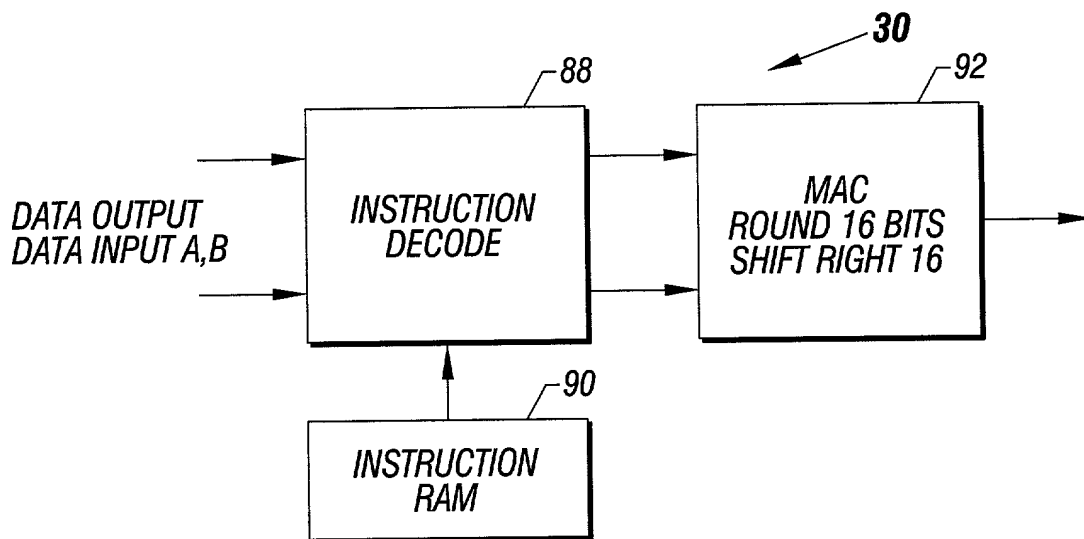 30
88
92
DATA OUTPUT
DATA INPUT A,B
INSTRUCTION
DECODE
MAC
ROUND 16 BITS
SHIFT RIGHT 16
90
INSTRUCTION
RAM